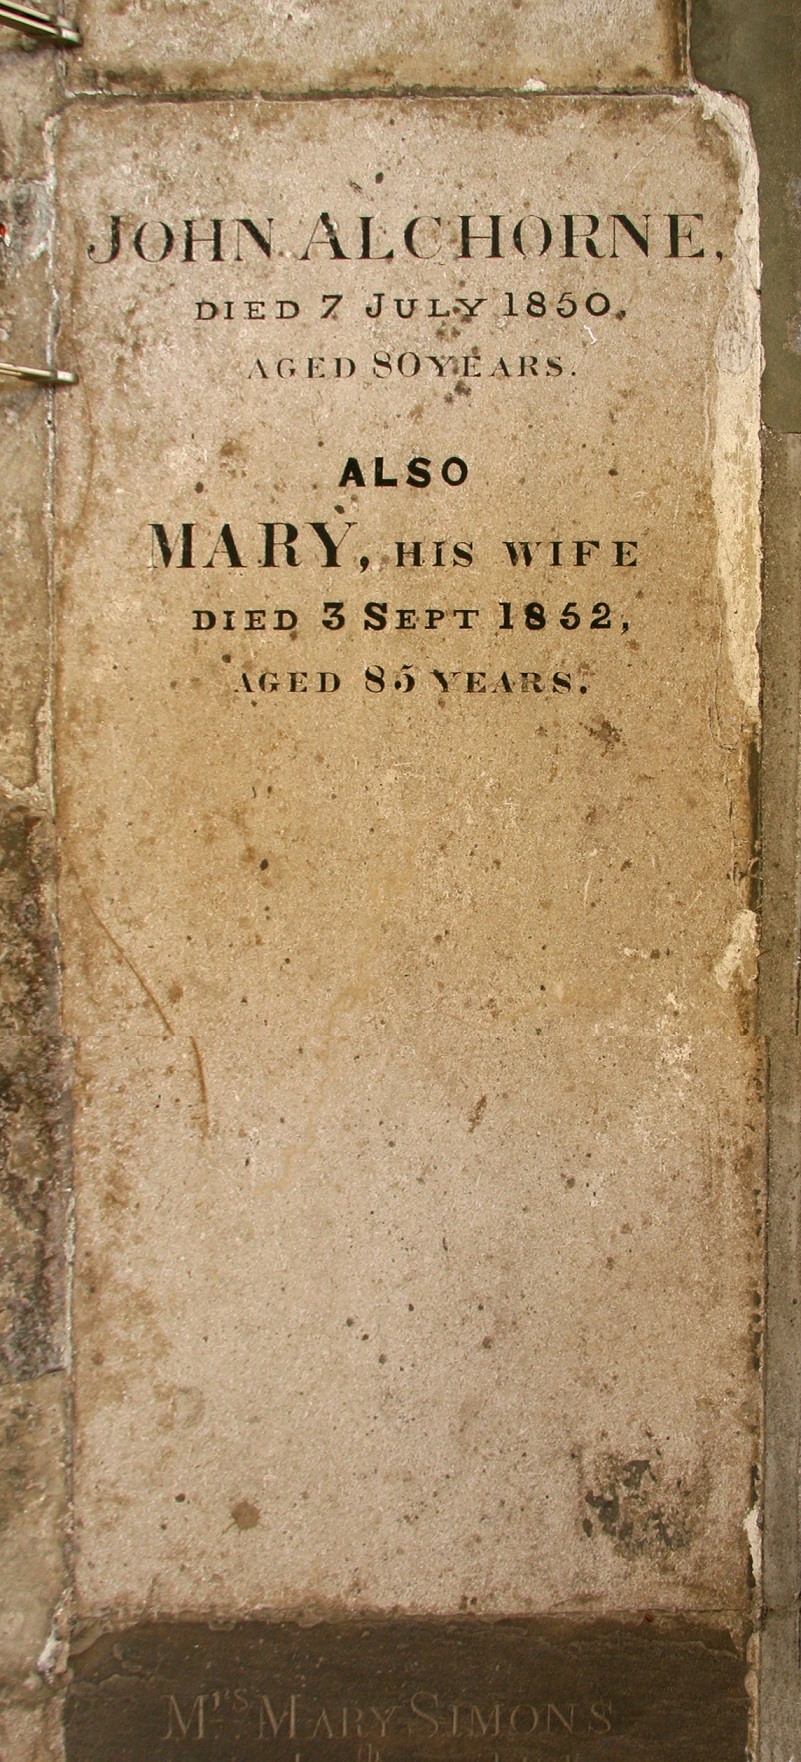 JOHN ALCHORNE,
DIED 7 JULY 1850.
AGED 80 YEARS.
ALSO
MARY, HIS WIFE
DIED 3 SEPT 1852,
AGED 85 YEARS.
Mrs MARY SIMONS